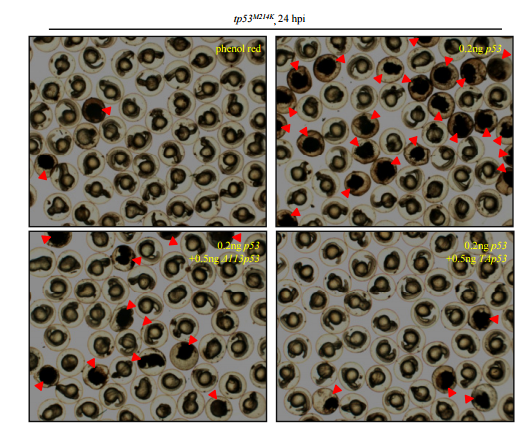 tp53ᴹ²¹⁴ᴷ, 24 hpi
phenol red
0.2ng p53
0.2ng p53
+0.5ng Δ113p53
0.2ng p53
+0.5ng TAp53